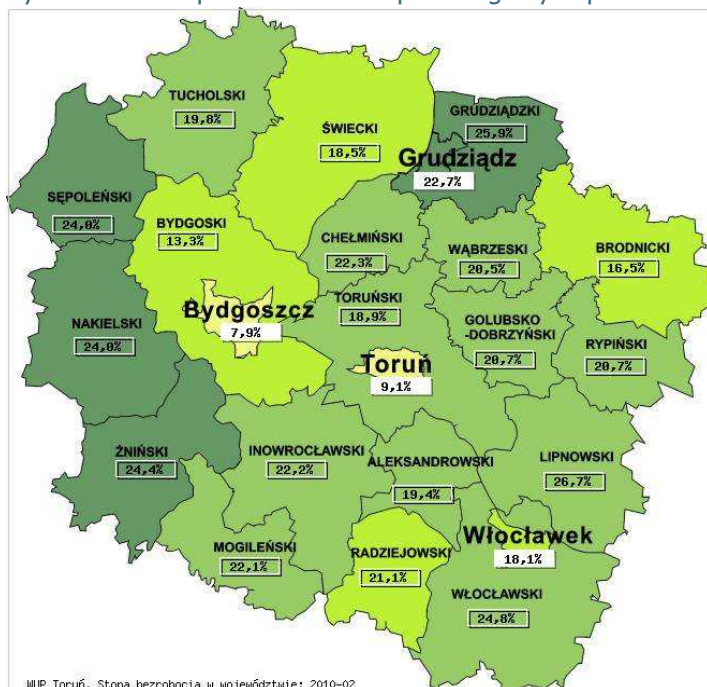 TUCHOLSKI
19,8%
ŚWIECKI
18,5%
GRUDZIĄDZKI
25,9%
Grudziądz
22,7%
SĘPOLEŃSKI
24,0%
BYDGOSKI
13,3%
CHEŁMIŃSKI
22,3%
WĄBRZESKI
20,5%
BRODNICKI
16,5%
Bydgoszcz
7,9%
TORUŃSKI
18,9%
NAKIELSKI
24,0%
GOLUBSKO
-DOBRZYŃSKI
20,7%
RYPIŃSKI
20,7%
Toruń
9,1%
ŻNIŃSKI
24,4%
INOWROCŁAWSKI
22,2%
ALEKSANDROWSKI
19,4%
LIPNOWSKI
26,7%
MOGILEŃSKI
22,1%
RADZIEJOWSKI
21,1%
Włocławek
18,1%
WŁOCŁAWSKI
24,8%
WUP Toruń. Stopa bezrobocia w województwie: 2010-02